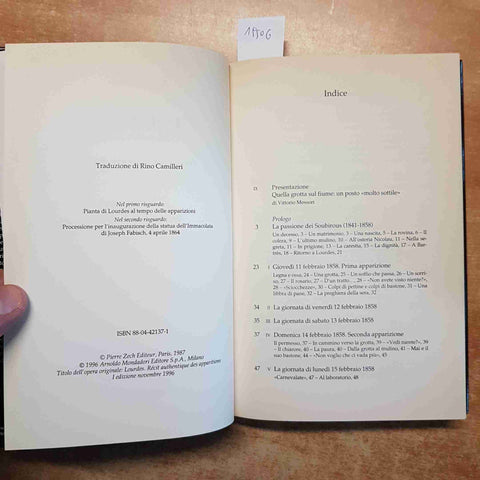 1150G
Traduzione di Rino Camilleri
Nel primo risguardo:
Pianta di Lourdes al tempo delle apparizioni
Nel secondo risguardo:
Processione per l'inaugurazione della statua dell'Immacolata
di Joseph Fabisch, 4 aprile 1864
ISBN 88-04-42137-1
© Pierre Zech Editeur, Paris, 1987
© 1996 Arnoldo Mondadori Editore S.p.A., Milano
Titolo dell'opera originale: Lourdes. Récit authentique des apparitions
I edizione novembre 1996
Indice
IX Presentazione
Quella grotta sul fiume: un posto «molto sottile»
di Vittorio Messori
Prologo
3 La passione dei Soubirous (1841-1858)
Un decesso, 3 – Un matrimonio, 3 – Una nascita, 5 – La rovina, 6 – Il
colera, 9 – L'ultimo mulino, 10 – All'osteria Nicolau, 11 – Nella se-
greta, 11 – In prigione, 13 – La carestia, 15 – La dignità, 17 – A Bar-
très, 18 – Ritorno a Lourdes, 21
23 I Giovedì 11 febbraio 1858. Prima apparizione
Legna e ossa, 23 – Una grotta, 25 – Un soffio che passa, 26 – Un sorri-
so, 27 – Il rosario, 27 – D'un tratto..., 28 – «Non avete visto niente?»,
28 – «Sciocchezze», 30 – Colpi di pettine e colpi di bastone, 32 – Una
libbra di pane, 32 – La preghiera della sera, 32
34 II La giornata di venerdì 12 febbraio 1858
35 III La giornata di sabato 13 febbraio 1858
37 IV Domenica 14 febbraio 1858. Seconda apparizione
Il permesso, 37 – In cammino verso la grotta, 38 – «Vedi niente?», 39
– Il chiarore, 40 – La paura, 40 – Dalla grotta al mulino, 41 – Mai e il
suo bastone, 42 – «Non voglio che ci vada più», 44
47 V La giornata di lunedì 15 febbraio 1858
«Carnevalate», 47 – Al laboratorio, 48